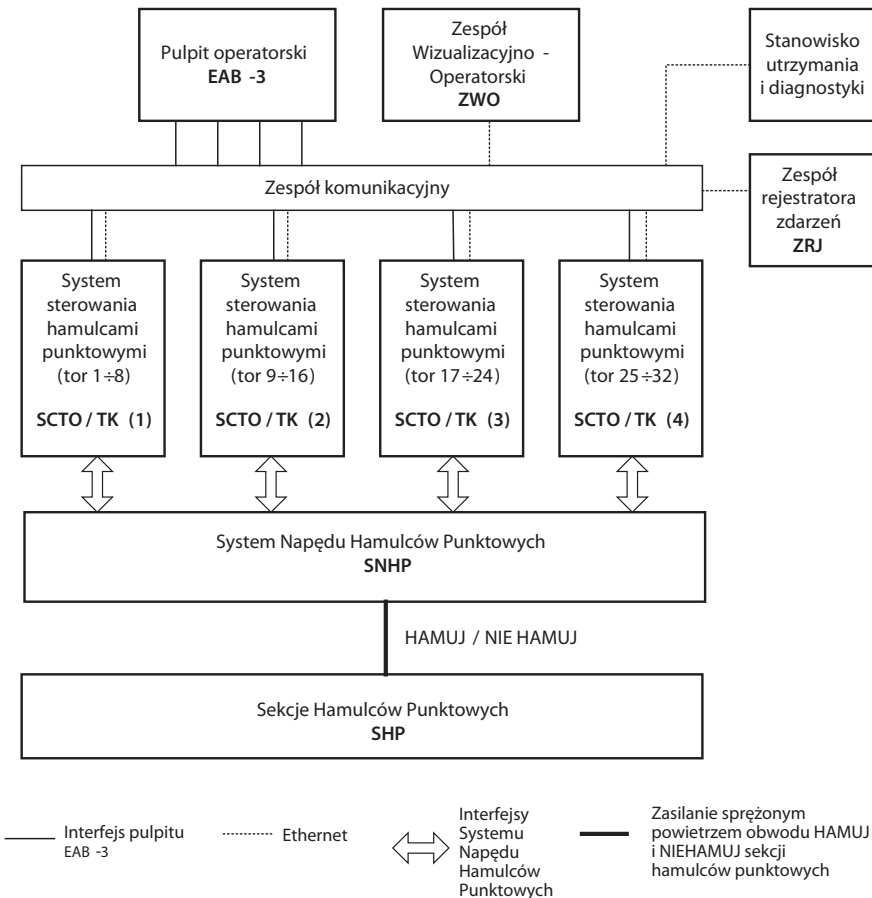 Pulpit operatorski
EAB -3
Zespół
Wizualizacyjno -
Operatorski
ZWO
Stanowisko
utrzymania
i diagnostyki
Zespół komunikacyjny
Zespół
rejestratora
zdarzeń
ZRJ
System
sterowania
hamulcami
punktowymi
(tor 1÷8)
SCTO / TK (1)
System
sterowania
hamulcami
punktowymi
(tor 9÷16)
SCTO / TK (2)
System
sterowania
hamulcami
punktowymi
(tor 17÷24)
SCTO / TK (3)
System
sterowania
hamulcami
punktowymi
(tor 25÷32)
SCTO / TK (4)
System Napędu Hamulców Punktowych
SNHP
HAMUJ / NIE HAMUJ
Sekcje Hamulców Punktowych
SHP
Interfejs pulpitu
EAB -3
Ethernet
Interfejsy
Systemu
Napędu
Hamulców
Punktowych
Zasilanie sprężonym
powietrzem obwodu HAMUJ
i NIEHAMUJ sekcji
hamulców punktowych